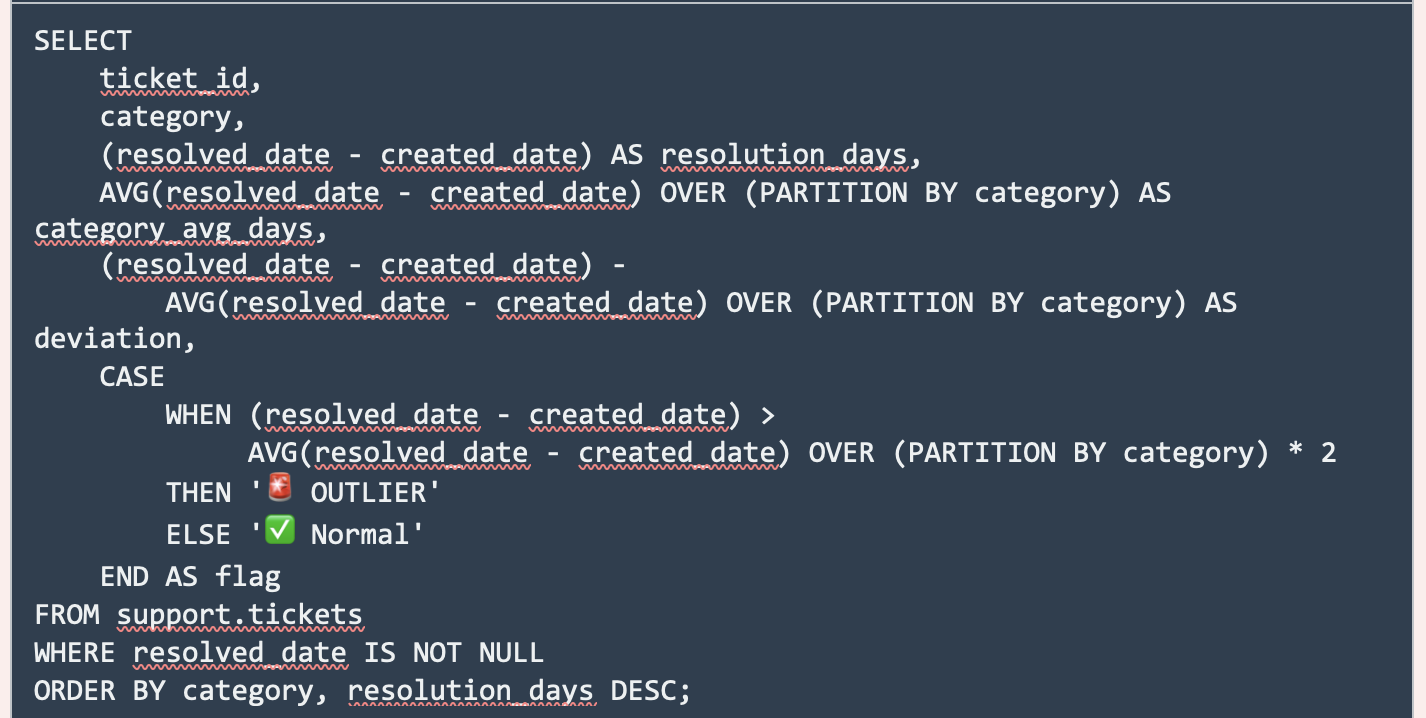 SELECT
    ticket_id,
    category,
    (resolved_date - created_date) AS resolution_days,
    AVG(resolved_date - created_date) OVER (PARTITION BY category) AS
category_avg_days,
    (resolved_date - created_date) -
        AVG(resolved_date - created_date) OVER (PARTITION BY category) AS
deviation,
    CASE
        WHEN (resolved_date - created_date) >
             AVG(resolved_date - created_date) OVER (PARTITION BY category) * 2
        THEN '🚨 OUTLIER'
        ELSE '✅ Normal'
    END AS flag
FROM support.tickets
WHERE resolved_date IS NOT NULL
ORDER BY category, resolution_days DESC;